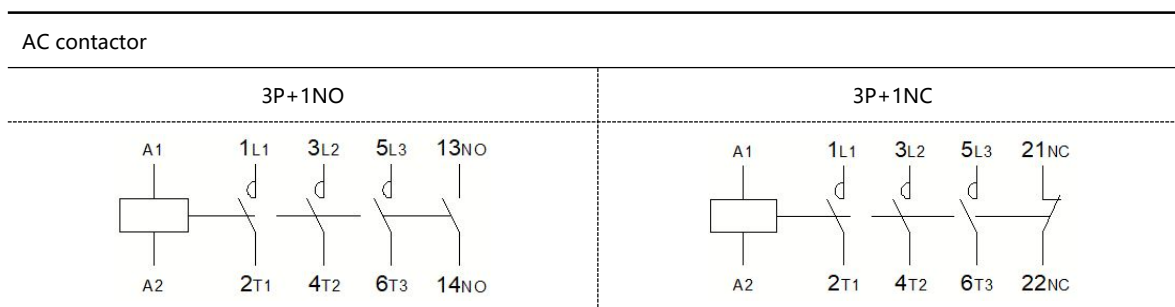 AC contactor
3P+1NO 3P+1NC
A1 1L1 3L2 5L3 13NO A1 1L1 3L2 5L3 21NC
A2 2T1 4T2 6T3 14NO A2 2T1 4T2 6T3 22NC